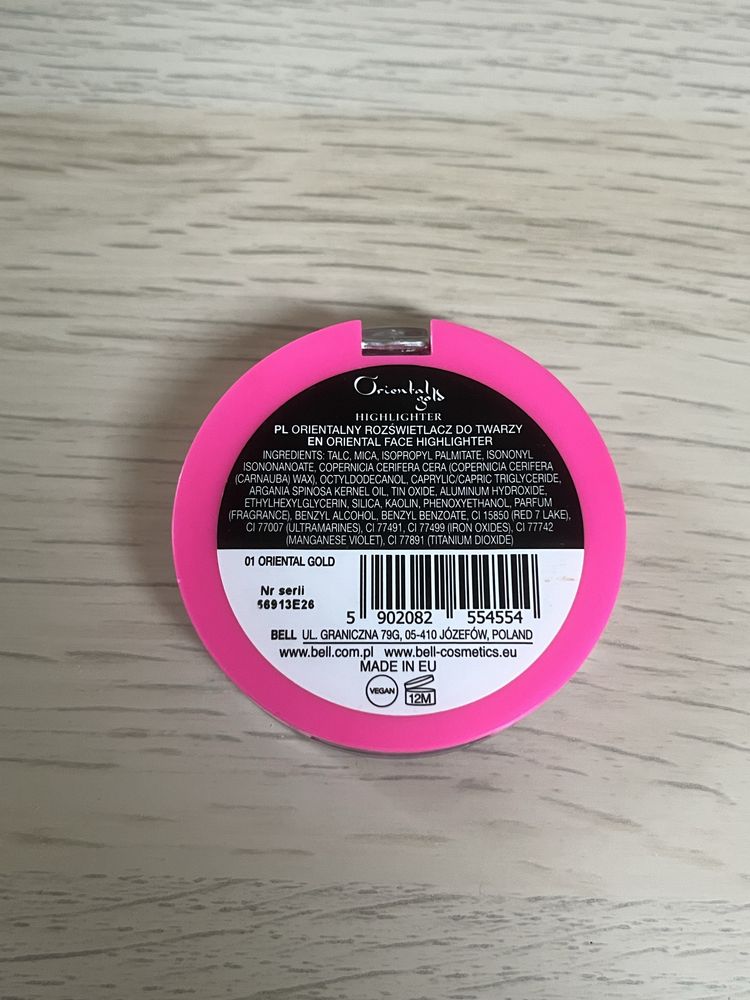 Oriental
gold
HIGHLIGHTER
PL ORIENTALNY ROZŚWIETLACZ DO TWARZY
EN ORIENTAL FACE HIGHLIGHTER
INGREDIENTS: TALC, MICA, ISOPROPYL PALMITATE, ISONONYL
ISONONANOATE, COPERNICIA CERIFERA CERA (COPERNICIA CERIFERA
(CARNAUBA) WAX), OCTYLDODECANOL, CAPRYLIC/CAPRIC TRIGLYCERIDE,
ARGANIA SPINOSA KERNEL OIL, TIN OXIDE, ALUMINUM HYDROXIDE,
ETHYLHEXYLGLYCERIN, SILICA, KAOLIN, PHENOXYETHANOL, PARFUM
(FRAGRANCE), BENZYL ALCOHOL, BENZYL BENZOATE, CI 15850 (RED 7 LAKE),
CI 77007 (ULTRAMARINES), CI 77491, CI 77499 (IRON OXIDES), CI 77742
(MANGANESE VIOLET), CI 77891 (TITANIUM DIOXIDE)
01 ORIENTAL GOLD
Nr serii
56913E26
5 902082 554554
BELL UL. GRANICZNA 79G, 05-410 JÓZEFÓW, POLAND
www.bell.com.pl www.bell-cosmetics.eu
MADE IN EU
VEGAN 12M